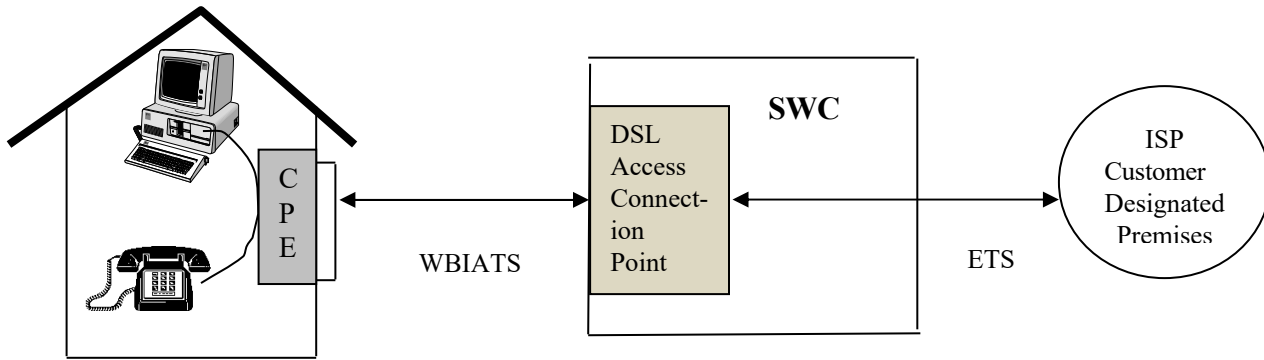 C
P
E
WBIATS
DSL
Access
Connect-
ion
Point
SWC
ETS
ISP
Customer
Designated
Premises